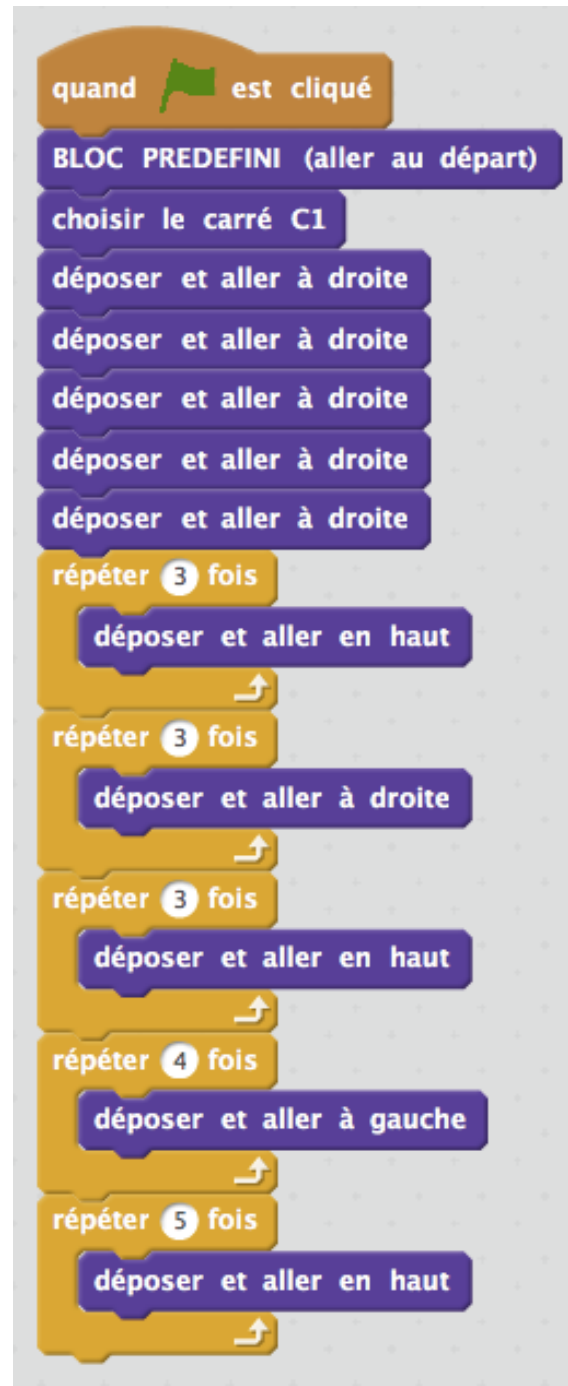 quand est cliqué
BLOC PREDEFINI (aller au départ)
choisir le carré C1
déposer et aller à droite
déposer et aller à droite
déposer et aller à droite
déposer et aller à droite
déposer et aller à droite
répéter 3 fois
déposer et aller en haut
répéter 3 fois
déposer et aller à droite
répéter 3 fois
déposer et aller en haut
répéter 4 fois
déposer et aller à gauche
répéter 5 fois
déposer et aller en haut